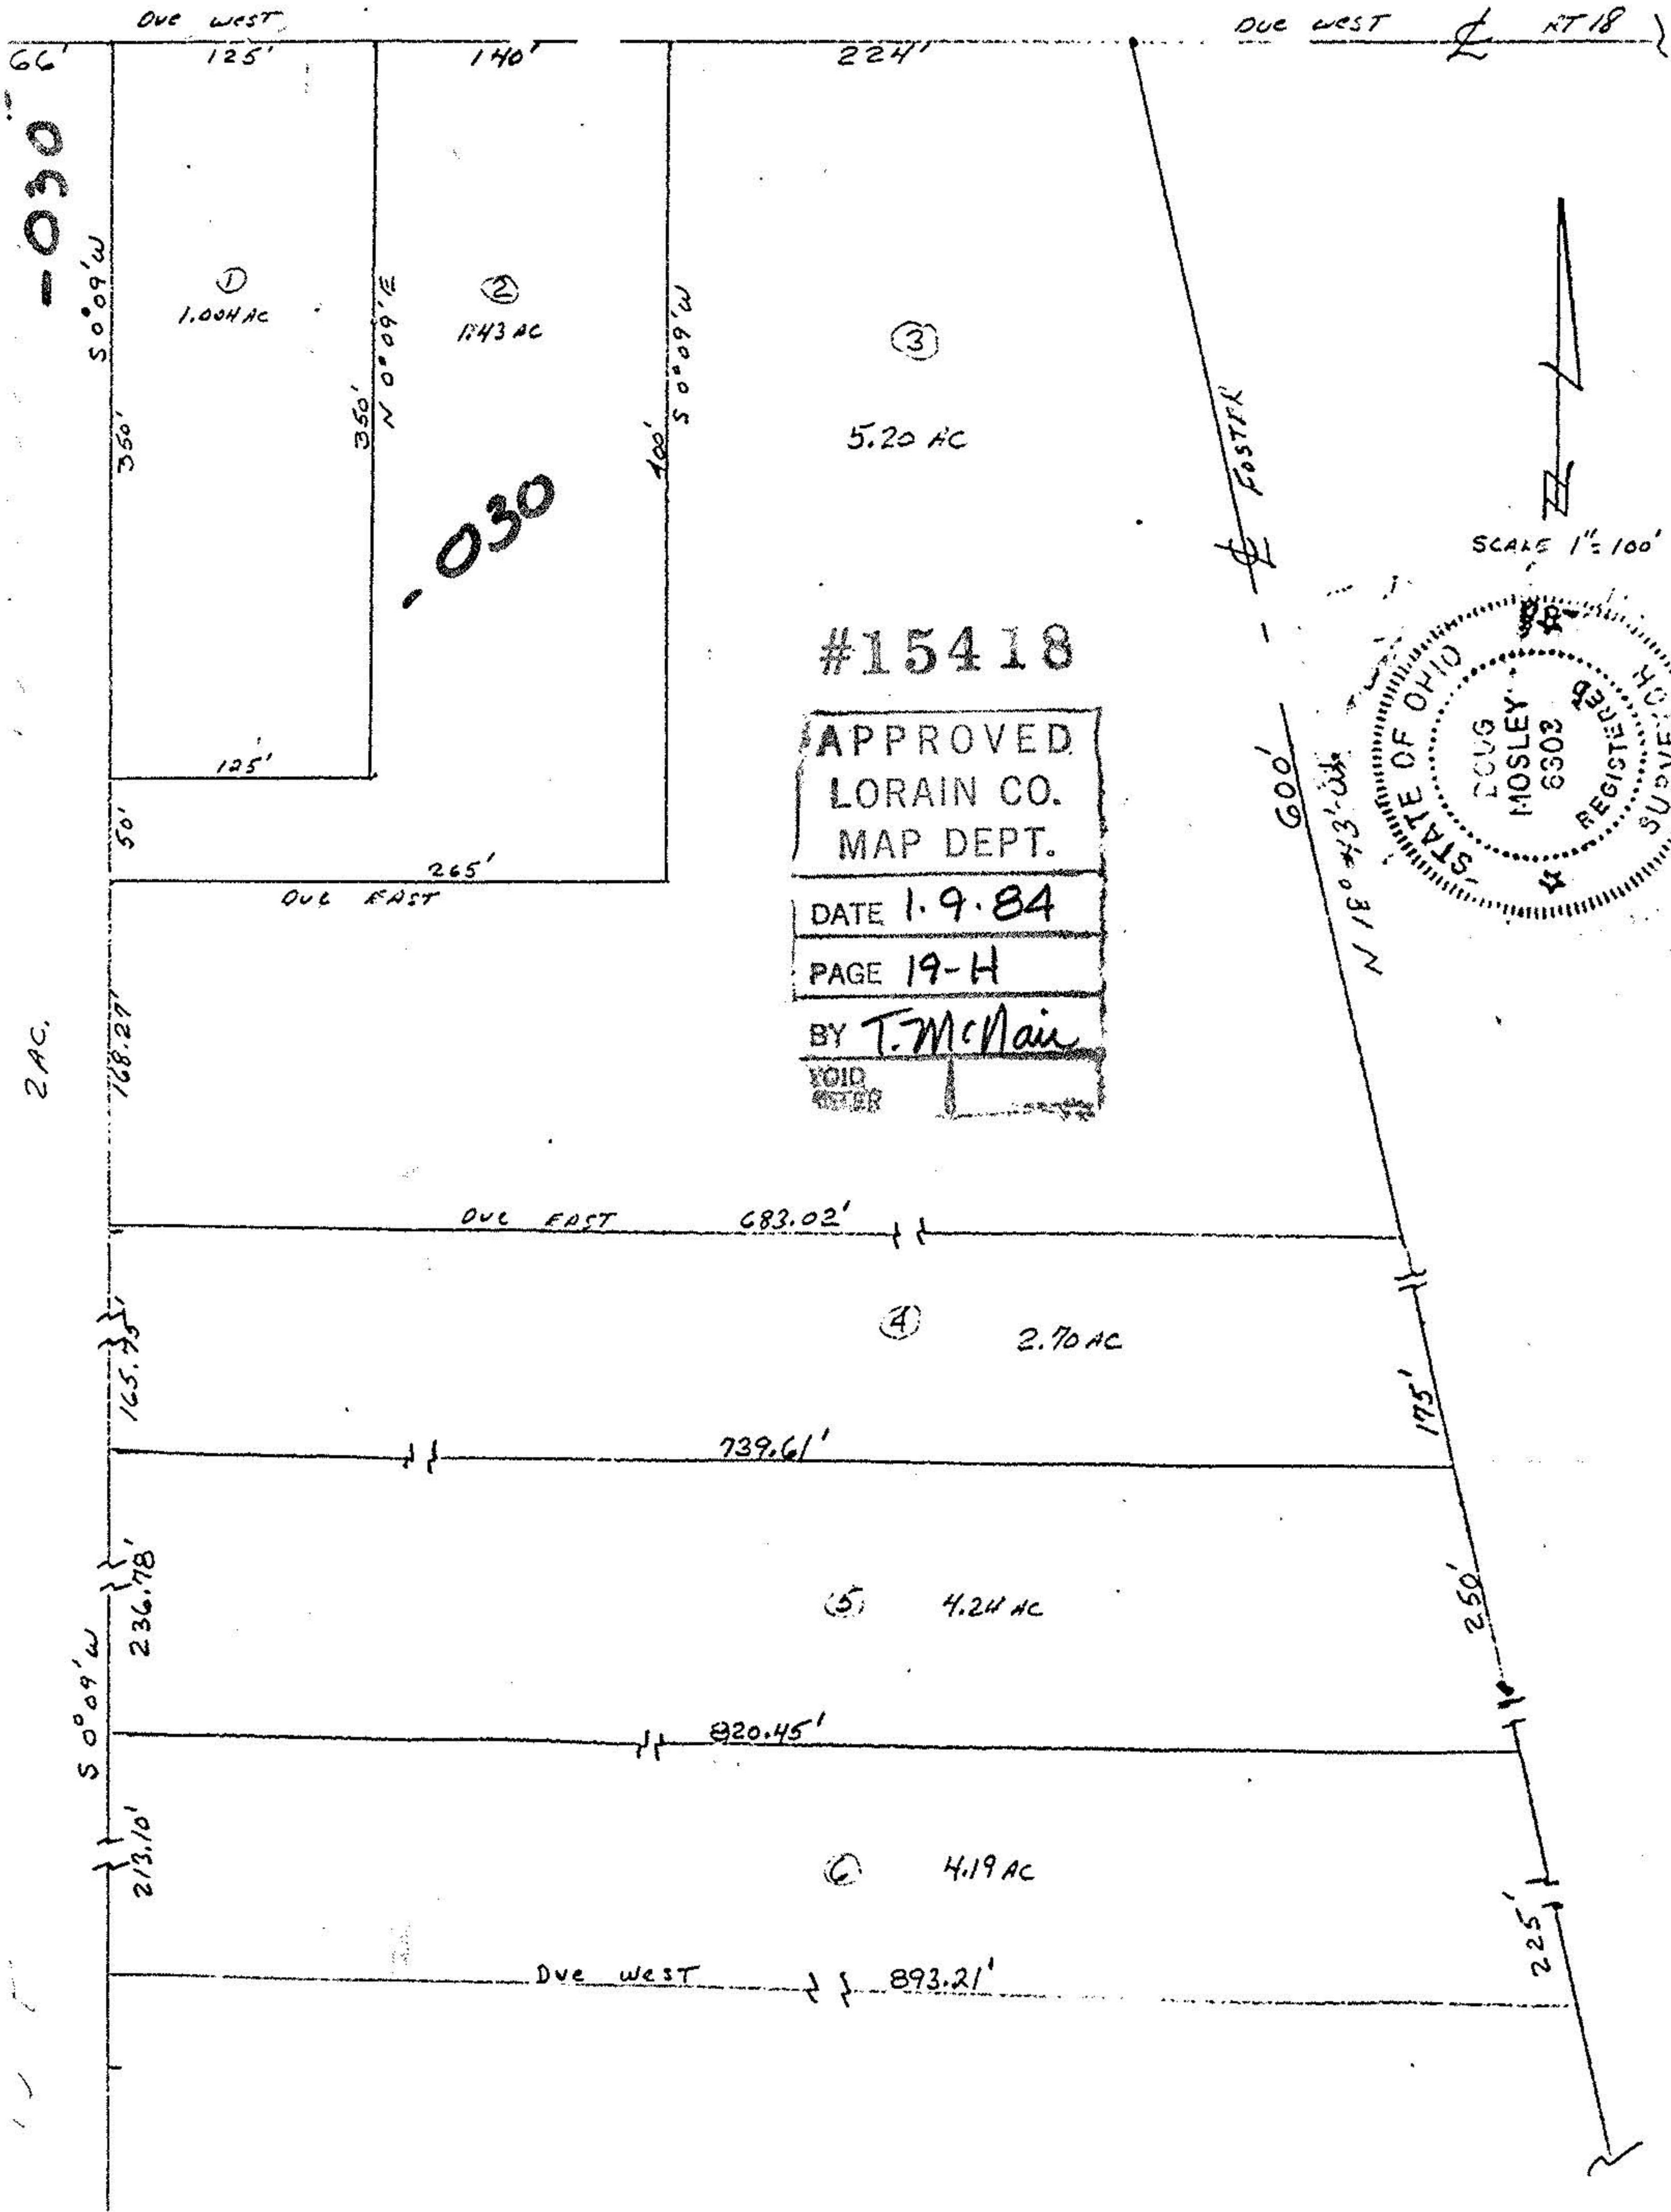 Due west
Due west ℄ RT 18
66' 125' 140' 224'
-030
S 0°09'W
350'
①
1.004 AC
350'
N 0°09'E
②
1.43 AC
400'
S 0°09'W
③
5.20 AC
- 030
℄ FOSTER
SCALE 1"=100'
STATE OF OHIO
DOUG
MOSLEY
6303
REGISTERED
SURVEYOR
#15418
APPROVED
LORAIN CO.
MAP DEPT.
DATE 1.9.84
PAGE 19-H
BY T. McNair
VOID
AFTER
600'
N 18°43'
125'
50'
265'
DUE EAST
168.27'
2 AC.
DUE EAST 683.02'
④ 2.70 AC
165.75'
175'
739.61'
236.78'
⑤ 4.24 AC
250'
S 0°09'W
820.45'
213.10'
⑥ 4.19 AC
225'
Due west 893.21'